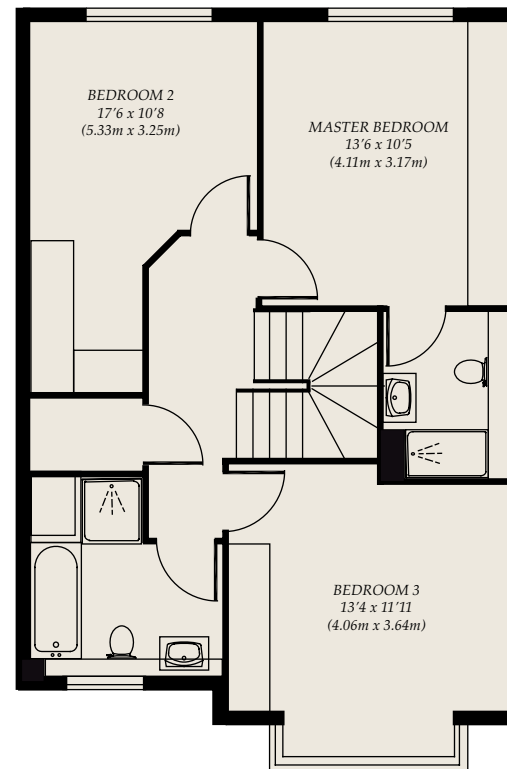 BEDROOM 2
17'6 x 10'8
(5.33m x 3.25m)
MASTER BEDROOM
13'6 x 10'5
(4.11m x 3.17m)
BEDROOM 3
13'4 x 11'11
(4.06m x 3.64m)